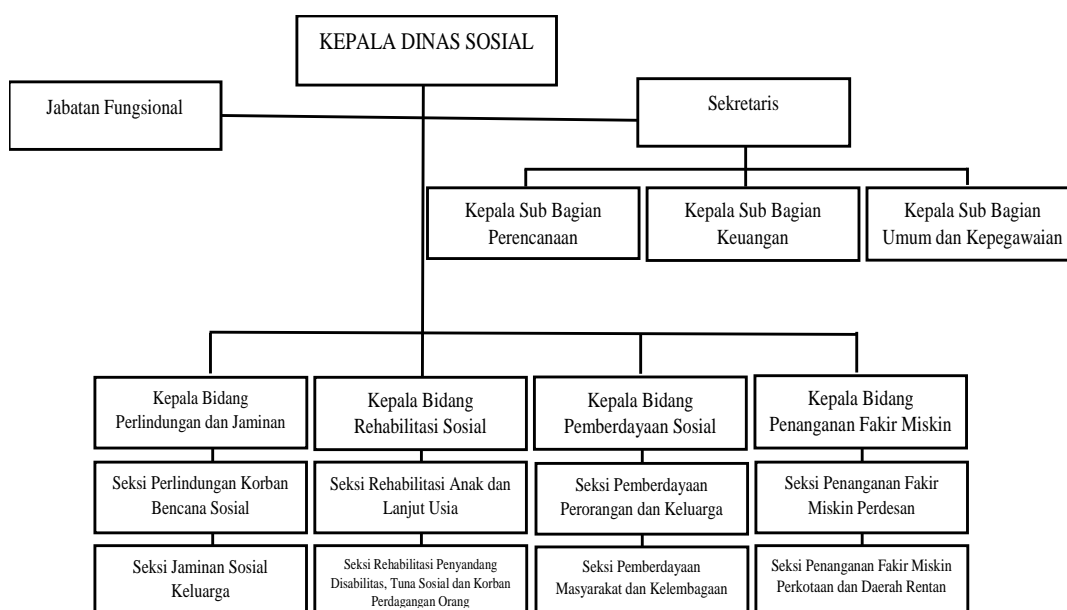 KEPALA DINAS SOSIAL
Jabatan Fungsional
Sekretaris
Kepala Sub Bagian
Perencanaan
Kepala Sub Bagian
Keuangan
Kepala Sub Bagian
Umum dan Kepegawaian
Kepala Bidang
Perlindungan dan Jaminan
Kepala Bidang
Rehabilitasi Sosial
Kepala Bidang
Pemberdayaan Sosial
Kepala Bidang
Penanganan Fakir Miskin
Seksi Perlindungan Korban
Bencana Sosial
Seksi Rehabilitasi Anak dan
Lanjut Usia
Seksi Pemberdayaan
Perorangan dan Keluarga
Seksi Penanganan Fakir
Miskin Perdesan
Seksi Jaminan Sosial
Keluarga
Seksi Rehabilitasi Penyandang
Disabilitas, Tuna Sosial dan Korban
Perdagangan Orang
Seksi Pemberdayaan
Masyarakat dan Kelembagaan
Seksi Penanganan Fakir Miskin
Perkotaan dan Daerah Rentan